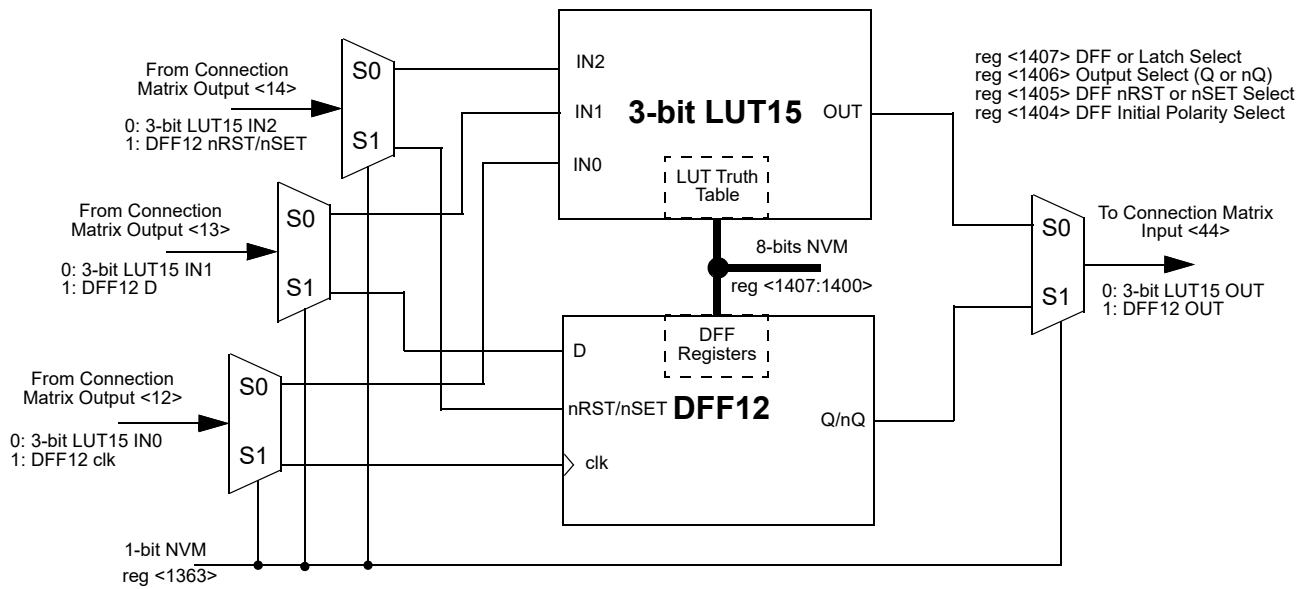 From Connection
Matrix Output <14>
0: 3-bit LUT15 IN2
1: DFF12 nRST/nSET
S0
S1
From Connection
Matrix Output <13>
0: 3-bit LUT15 IN1
1: DFF12 D
S0
S1
From Connection
Matrix Output <12>
0: 3-bit LUT15 IN0
1: DFF12 clk
S0
S1
1-bit NVM
reg <1363>
IN2
IN1
IN0
3-bit LUT15
OUT
LUT Truth
Table
8-bits NVM
reg <1407:1400>
DFF
Registers
D
nRST/nSET
DFF12
Q/nQ
clk
reg <1407> DFF or Latch Select
reg <1406> Output Select (Q or nQ)
reg <1405> DFF nRST or nSET Select
reg <1404> DFF Initial Polarity Select
S0
S1
To Connection Matrix
Input <44>
0: 3-bit LUT15 OUT
1: DFF12 OUT